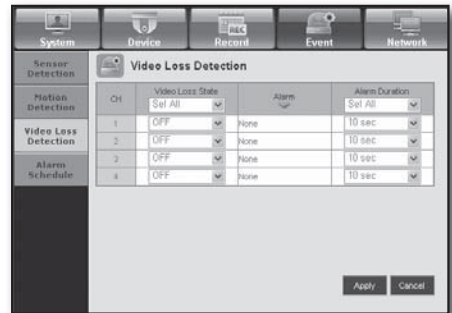 System Device Record Event Network
REC
Sensor Detection
Motion Detection
Video Loss Detection
Alarm Schedule
Video Loss Detection
CH Video Loss State Alarm Alarm Duration
Sel All Sel All
1 OFF None 10 sec
2 OFF None 10 sec
3 OFF None 10 sec
4 OFF None 10 sec
Apply Cancel